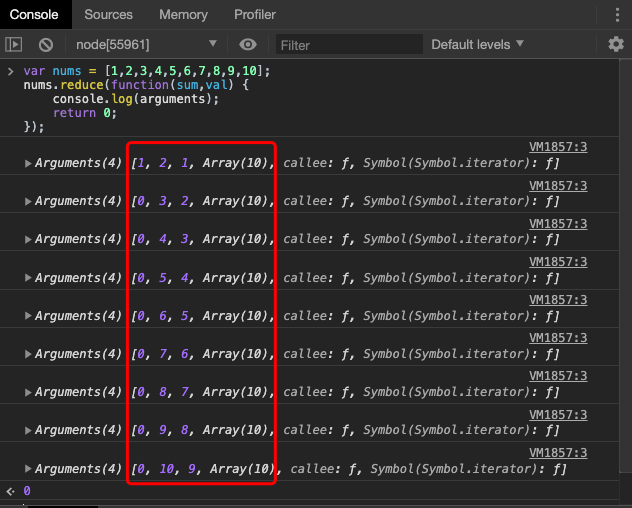 Console Sources Memory Profiler
node[55961] Filter Default levels
var nums = [1,2,3,4,5,6,7,8,9,10];
nums.reduce(function(sum,val) {
console.log(arguments);
return 0;
});
VM1857:3
Arguments(4) [1, 2, 1, Array(10), callee: ƒ, Symbol(Symbol.iterator): ƒ]
VM1857:3
Arguments(4) [0, 3, 2, Array(10), callee: ƒ, Symbol(Symbol.iterator): ƒ]
VM1857:3
Arguments(4) [0, 4, 3, Array(10), callee: ƒ, Symbol(Symbol.iterator): ƒ]
VM1857:3
Arguments(4) [0, 5, 4, Array(10), callee: ƒ, Symbol(Symbol.iterator): ƒ]
VM1857:3
Arguments(4) [0, 6, 5, Array(10), callee: ƒ, Symbol(Symbol.iterator): ƒ]
VM1857:3
Arguments(4) [0, 7, 6, Array(10), callee: ƒ, Symbol(Symbol.iterator): ƒ]
VM1857:3
Arguments(4) [0, 8, 7, Array(10), callee: ƒ, Symbol(Symbol.iterator): ƒ]
VM1857:3
Arguments(4) [0, 9, 8, Array(10), callee: ƒ, Symbol(Symbol.iterator): ƒ]
VM1857:3
Arguments(4) [0, 10, 9, Array(10), callee: ƒ, Symbol(Symbol.iterator): ƒ]
0